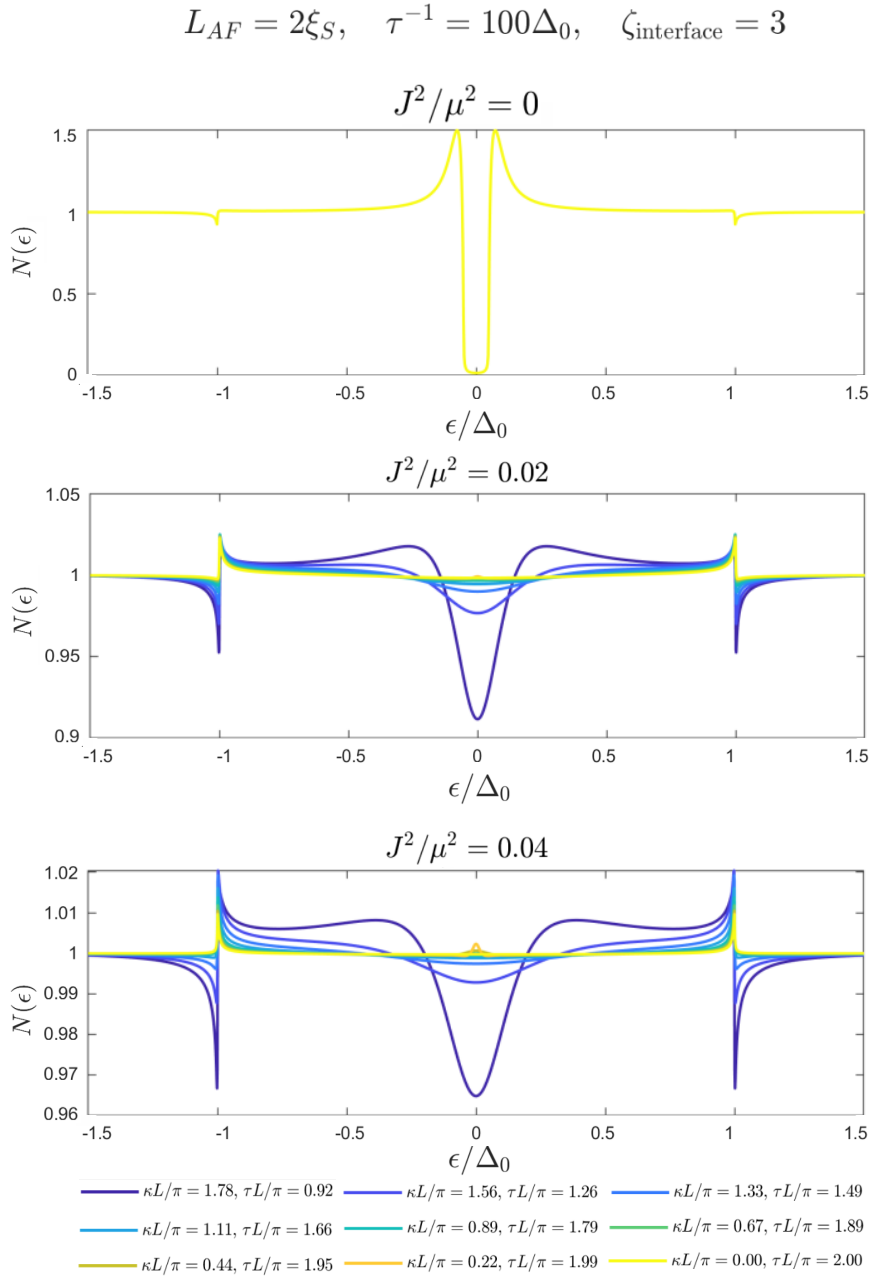 L_{AF} = 2ξ_S, τ^{-1} = 100Δ_0, ζ_{interface} = 3
J^2/μ^2 = 0
1.5
1
0.5
0
N(ϵ)
-1.5 -1 -0.5 0 0.5 1 1.5
ϵ/Δ_0
J^2/μ^2 = 0.02
1.05
1
0.95
0.9
N(ϵ)
-1.5 -1 -0.5 0 0.5 1 1.5
ϵ/Δ_0
J^2/μ^2 = 0.04
1.02
1.01
1
0.99
0.98
0.97
0.96
N(ϵ)
-1.5 -1 -0.5 0 0.5 1 1.5
ϵ/Δ_0
κL/π = 1.78, τL/π = 0.92 κL/π = 1.56, τL/π = 1.26 κL/π = 1.33, τL/π = 1.49
κL/π = 1.11, τL/π = 1.66 κL/π = 0.89, τL/π = 1.79 κL/π = 0.67, τL/π = 1.89
κL/π = 0.44, τL/π = 1.95 κL/π = 0.22, τL/π = 1.99 κL/π = 0.00, τL/π = 2.00